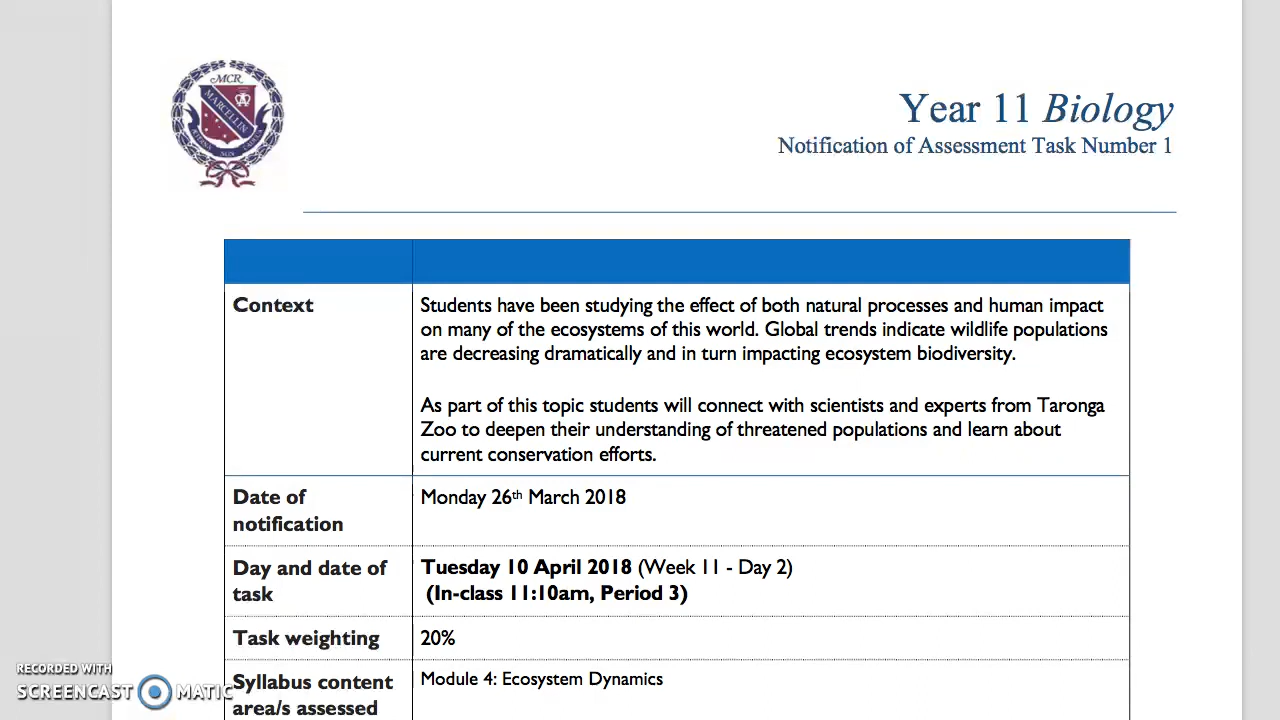 MCR
MARCELLIN
Year 11 Biology
Notification of Assessment Task Number 1
Context
Students have been studying the effect of both natural processes and human impact
on many of the ecosystems of this world. Global trends indicate wildlife populations
are decreasing dramatically and in turn impacting ecosystem biodiversity.
As part of this topic students will connect with scientists and experts from Taronga
Zoo to deepen their understanding of threatened populations and learn about
current conservation efforts.
Date of
notification
Monday 26th March 2018
Day and date of
task
Tuesday 10 April 2018 (Week 11 - Day 2)
(In-class 11:10am, Period 3)
Task weighting
20%
Syllabus content
area/s assessed
Module 4: Ecosystem Dynamics
RECORDED WITH
SCREENCAST MATIC